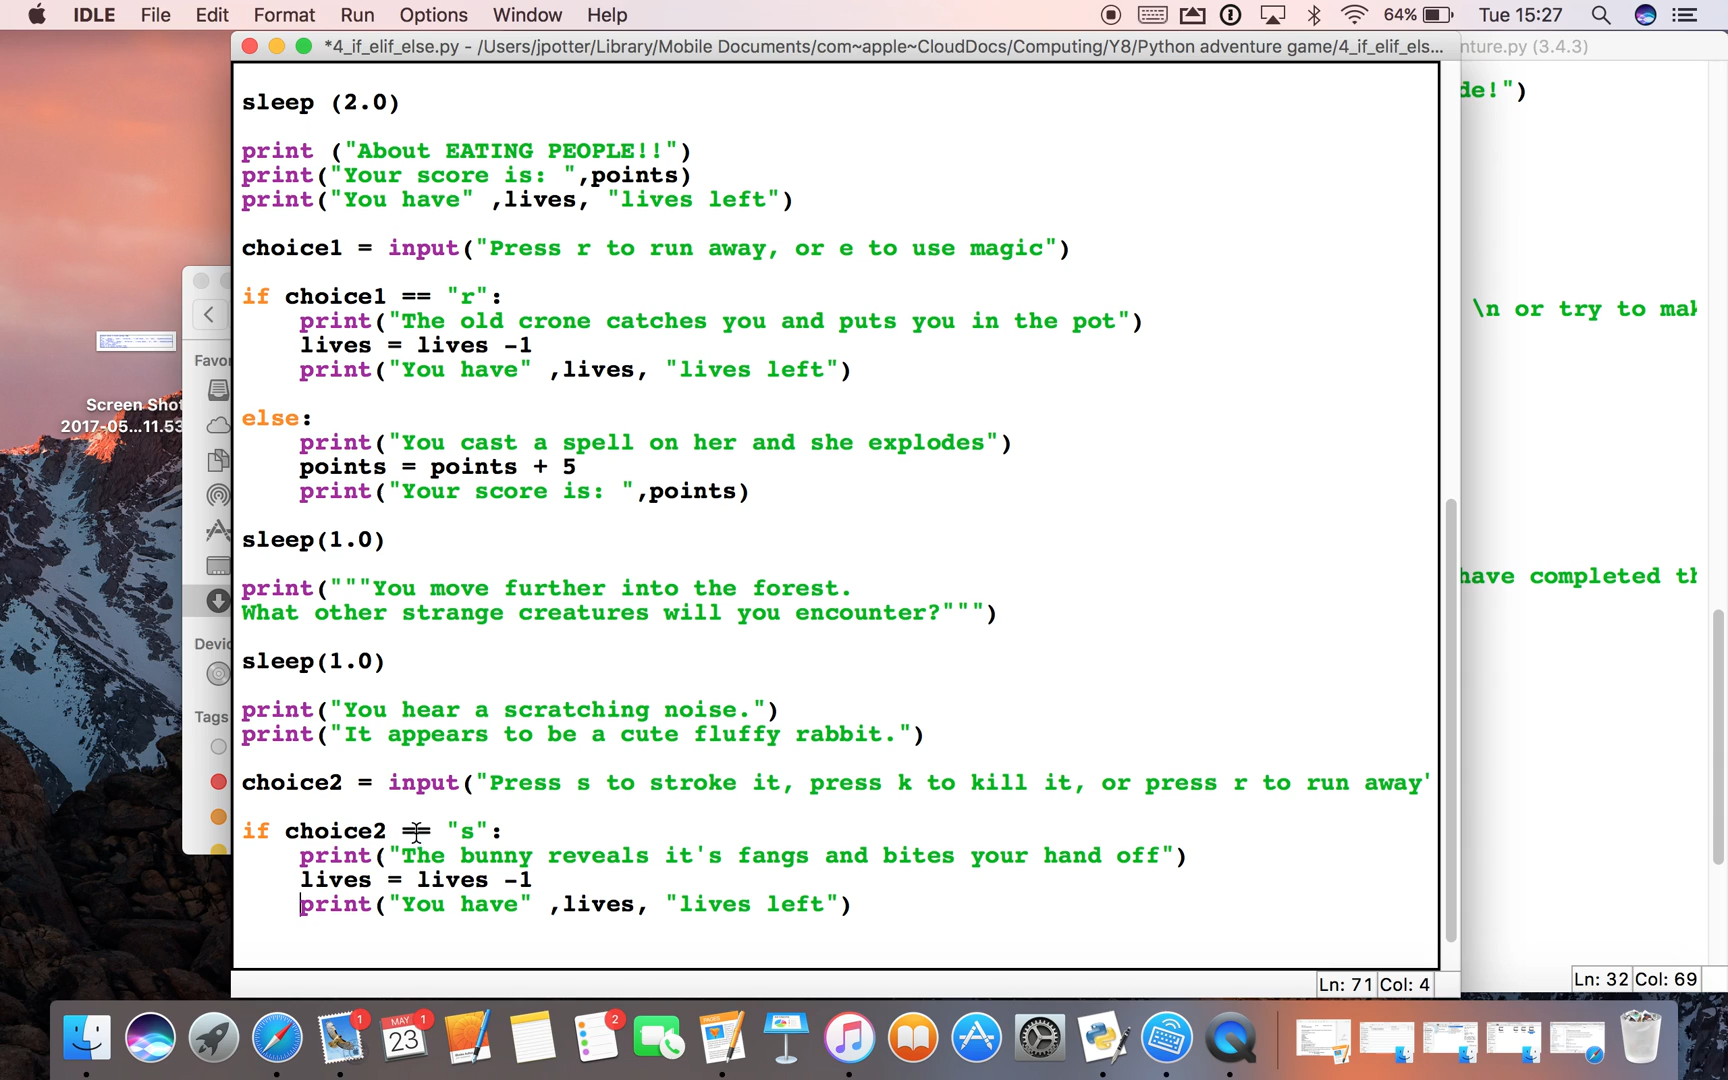 IDLE File Edit Format Run Options Window Help 64% Tue 15:27
*4_if_elif_else.py - /Users/jpotter/Library/Mobile Documents/com~apple~CloudDocs/Computing/Y8/Python adventure game/4_if_elif_els...
nture.py (3.4.3)
sleep (2.0)
de!")
print ("About EATING PEOPLE!!")
print("Your score is: ",points)
print("You have" ,lives, "lives left")
choice1 = input("Press r to run away, or e to use magic")
if choice1 == "r":
\n or try to mak
print("The old crone catches you and puts you in the pot")
lives = lives -1
print("You have" ,lives, "lives left")
Favor
Screen Shot
2017-05...11.53
else:
print("You cast a spell on her and she explodes")
points = points + 5
print("Your score is: ",points)
sleep(1.0)
have completed th
print("""You move further into the forest.
What other strange creatures will you encounter?""")
Devic
sleep(1.0)
Tags
print("You hear a scratching noise.")
print("It appears to be a cute fluffy rabbit.")
choice2 = input("Press s to stroke it, press k to kill it, or press r to run away"
if choice2 == "s":
print("The bunny reveals it's fangs and bites your hand off")
lives = lives -1
print("You have" ,lives, "lives left")
Ln: 71 Col: 4
Ln: 32 Col: 69
1
MAY 1
23
2